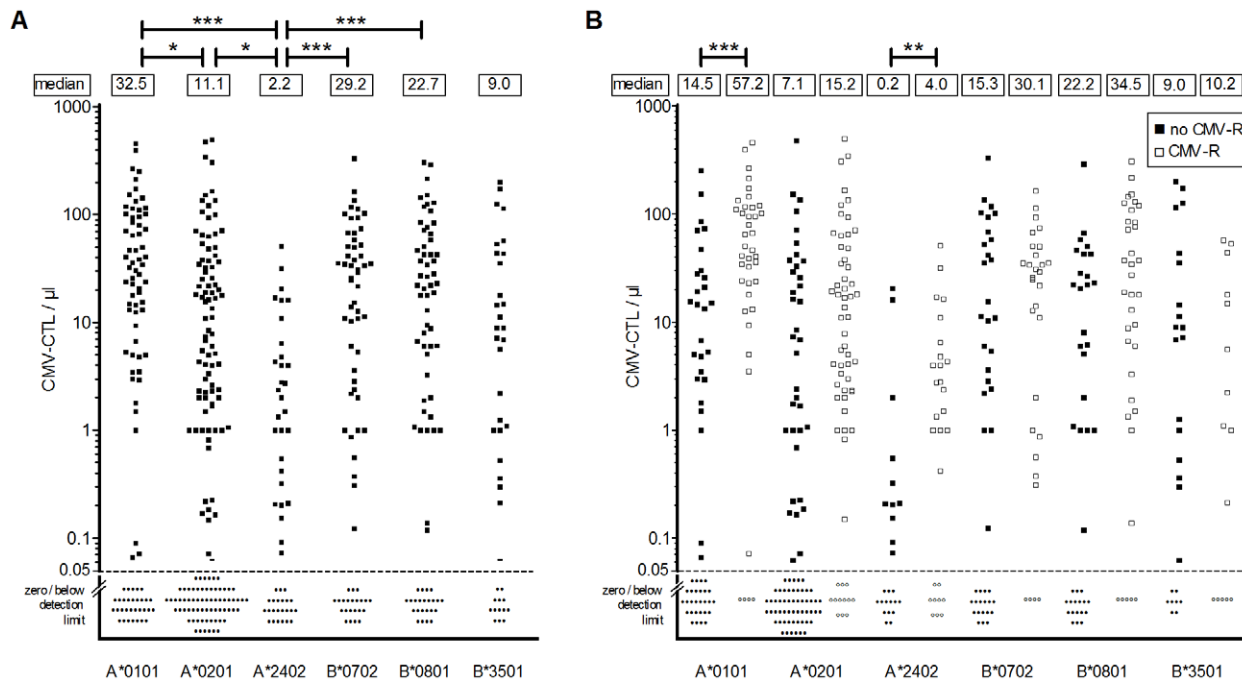 A
*** ***
* * ***
median 32.5 11.1 2.2 29.2 22.7 9.0
1000
100
10
1
0.1
0.05
CMV-CTL / µl
zero / below
detection
limit
A*0101 A*0201 A*2402 B*0702 B*0801 B*3501
B
*** **
median 14.5 57.2 7.1 15.2 0.2 4.0 15.3 30.1 22.2 34.5 9.0 10.2
1000
100
10
1
0.1
0.05
CMV-CTL / µl
no CMV-R
CMV-R
zero / below
detection
limit
A*0101 A*0201 A*2402 B*0702 B*0801 B*3501